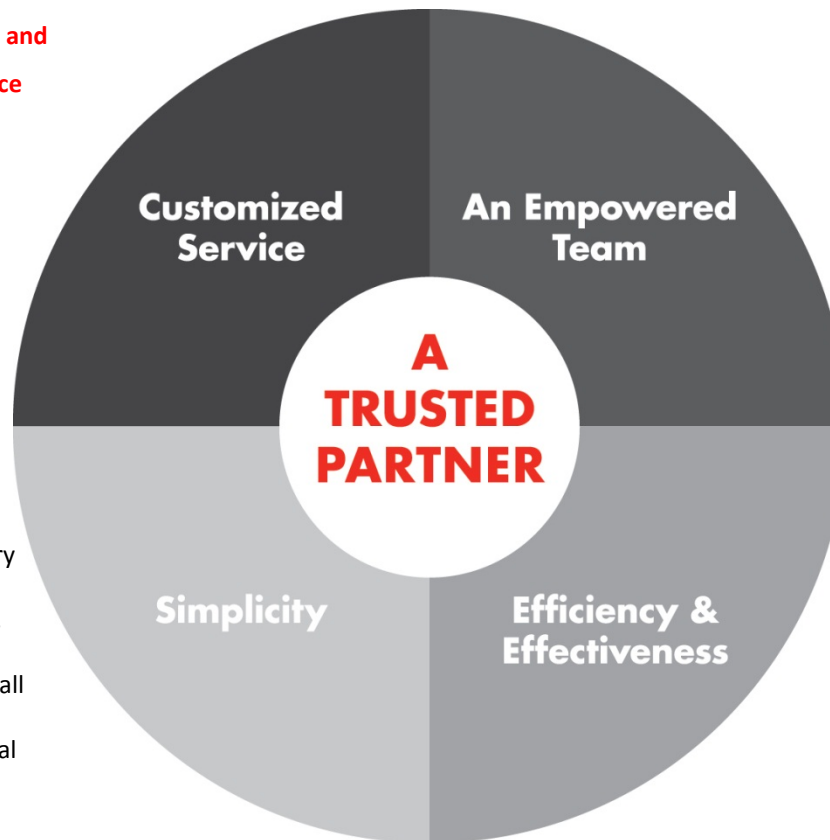 and
ce
Customized
Service
An Empowered
Team
A
TRUSTED
PARTNER
ry
all
al
Simplicity
Efficiency &
Effectiveness